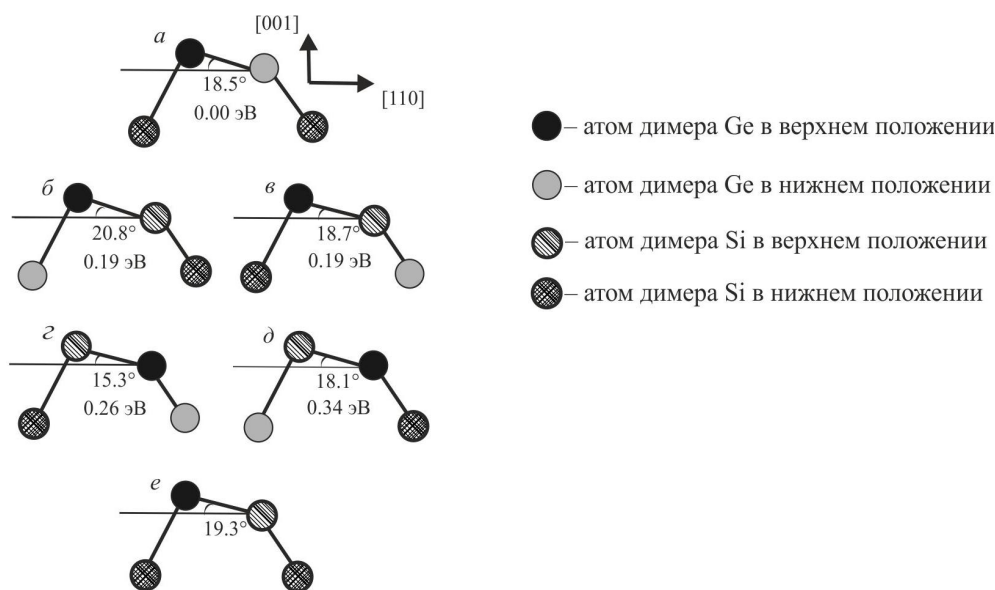 [001]
а
18.5°
0.00 эВ
[110]
– атом димера Ge в верхнем положении
– атом димера Ge в нижнем положении
– атом димера Si в верхнем положении
– атом димера Si в нижнем положении
б
20.8°
0.19 эВ
в
18.7°
0.19 эВ
г
15.3°
0.26 эВ
д
18.1°
0.34 эВ
е
19.3°